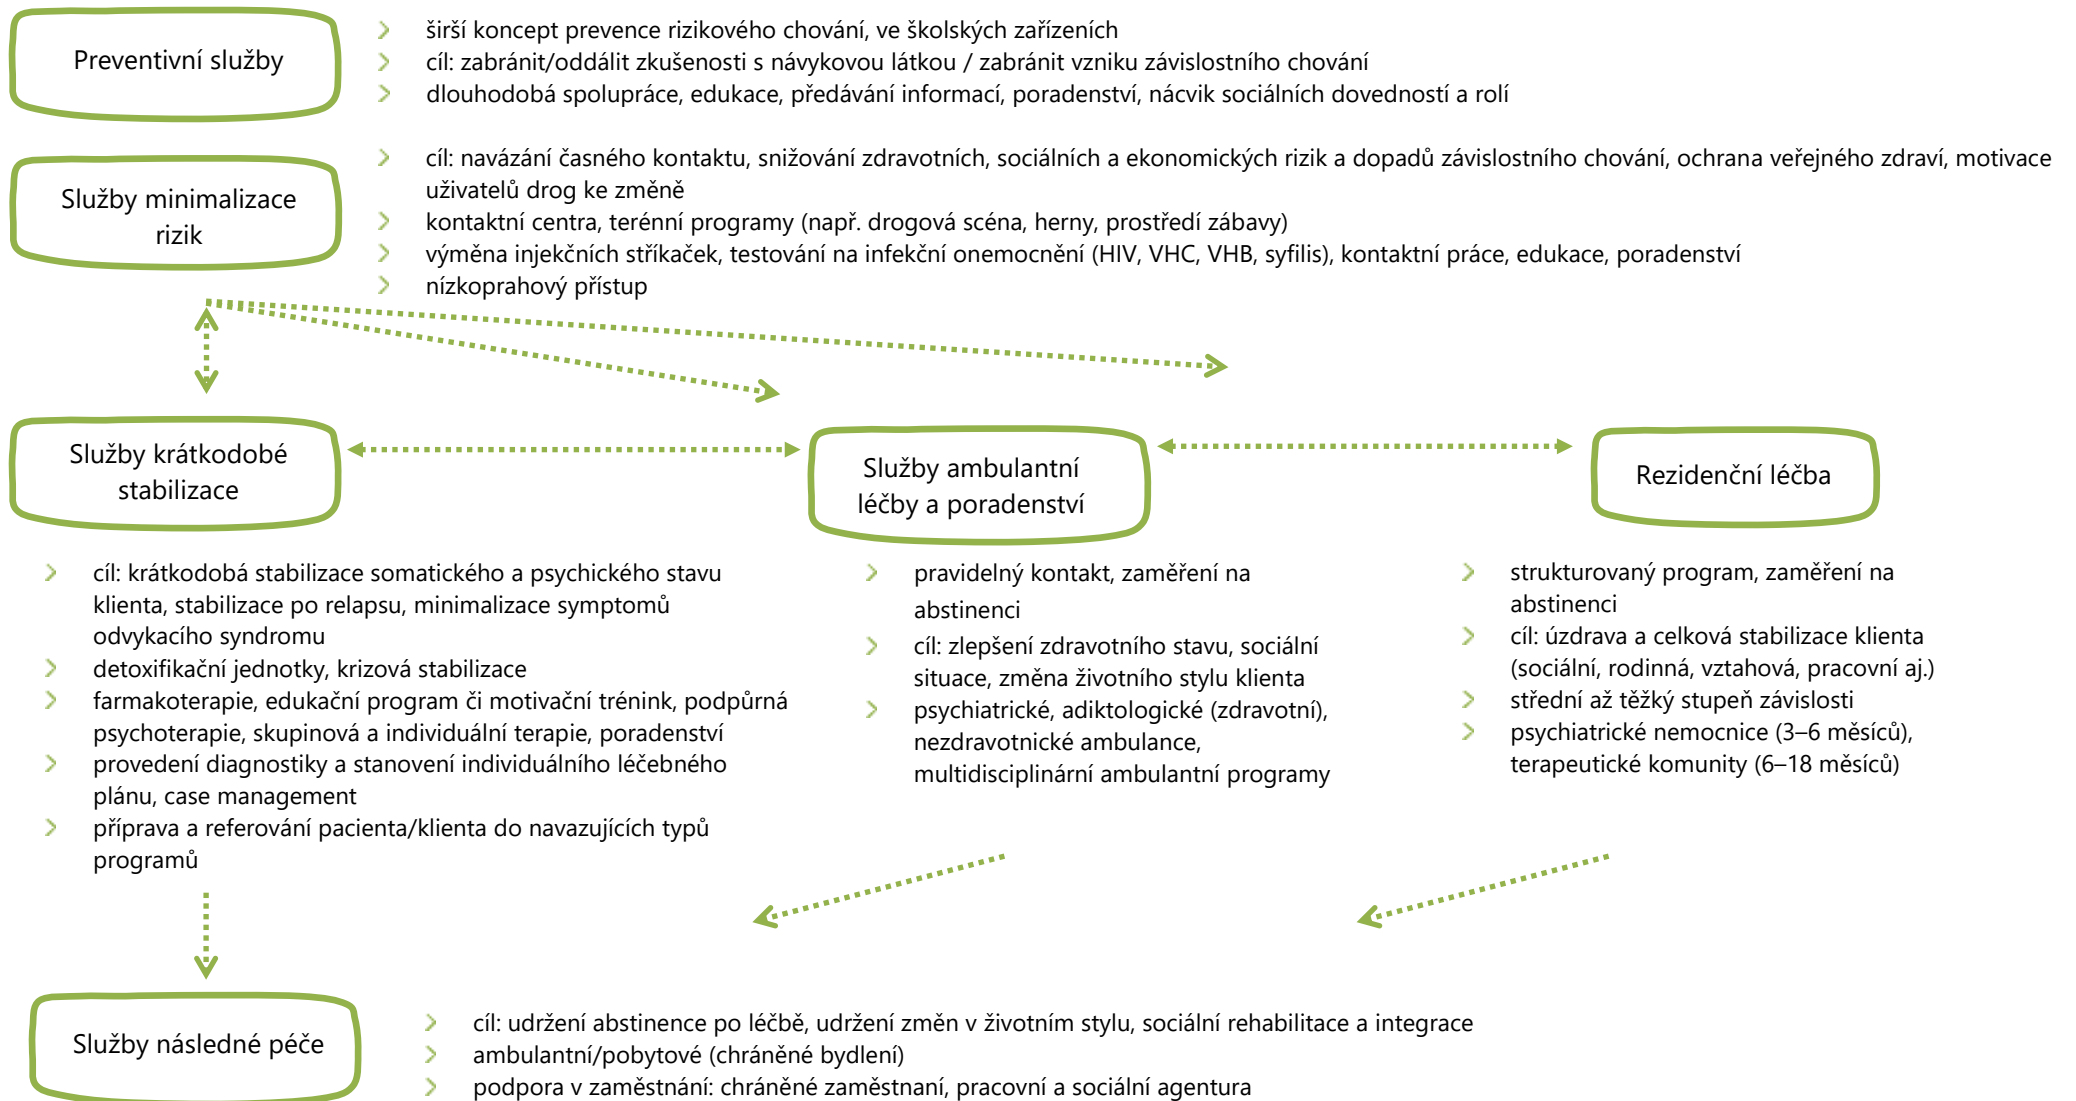 Preventivní služby
širší koncept prevence rizikového chování, ve školských zařízeních
cíl: zabránit/oddálit zkušenosti s návykovou látkou / zabránit vzniku závislostního chování
dlouhodobá spolupráce, edukace, předávání informací, poradenství, nácvik sociálních dovedností a rolí
Služby minimalizace
rizik
cíl: navázání časného kontaktu, snižování zdravotních, sociálních a ekonomických rizik a dopadů závislostního chování, ochrana veřejného zdraví, motivace
uživatelů drog ke změně
kontaktní centra, terénní programy (např. drogová scéna, herny, prostředí zábavy)
výměna injekčních stříkaček, testování na infekční onemocnění (HIV, VHC, VHB, syfilis), kontaktní práce, edukace, poradenství
nízkoprahový přístup
Služby krátkodobé
stabilizace
cíl: krátkodobá stabilizace somatického a psychického stavu
klienta, stabilizace po relapsu, minimalizace symptomů
odvykacího syndromu
detoxifikační jednotky, krizová stabilizace
farmakoterapie, edukační program či motivační trénink, podpůrná
psychoterapie, skupinová a individuální terapie, poradenství
provedení diagnostiky a stanovení individuálního léčebného
plánu, case management
příprava a referování pacienta/klienta do navazujících typů
programů
Služby ambulantní
léčby a poradenství
pravidelný kontakt, zaměření na
abstinenci
cíl: zlepšení zdravotního stavu, sociální
situace, změna životního stylu klienta
psychiatrické, adiktologické (zdravotní),
nezdravotnické ambulance,
multidisciplinární ambulantní programy
Rezidenční léčba
strukturovaný program, zaměření na
abstinenci
cíl: úzdrava a celková stabilizace klienta
(sociální, rodinná, vztahová, pracovní aj.)
střední až těžký stupeň závislosti
psychiatrické nemocnice (3–6 měsíců),
terapeutické komunity (6–18 měsíců)
Služby následné péče
cíl: udržení abstinence po léčbě, udržení změn v životním stylu, sociální rehabilitace a integrace
ambulantní/pobytové (chráněné bydlení)
podpora v zaměstnání: chráněné zaměstnaní, pracovní a sociální agentura